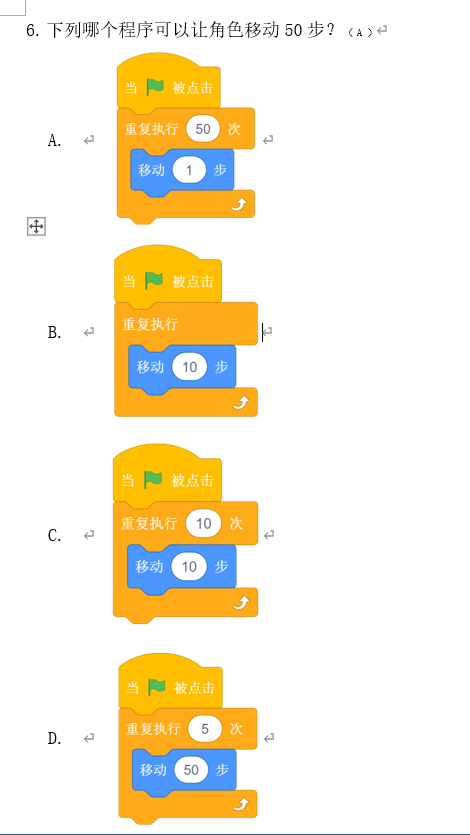 6. 下列哪个程序可以让角色移动 50 步？（A）
当 被点击
重复执行 50 次
A.
移动 1 步
当 被点击
重复执行
B.
移动 10 步
当 被点击
重复执行 10 次
C.
移动 10 步
当 被点击
重复执行 5 次
D.
移动 50 步